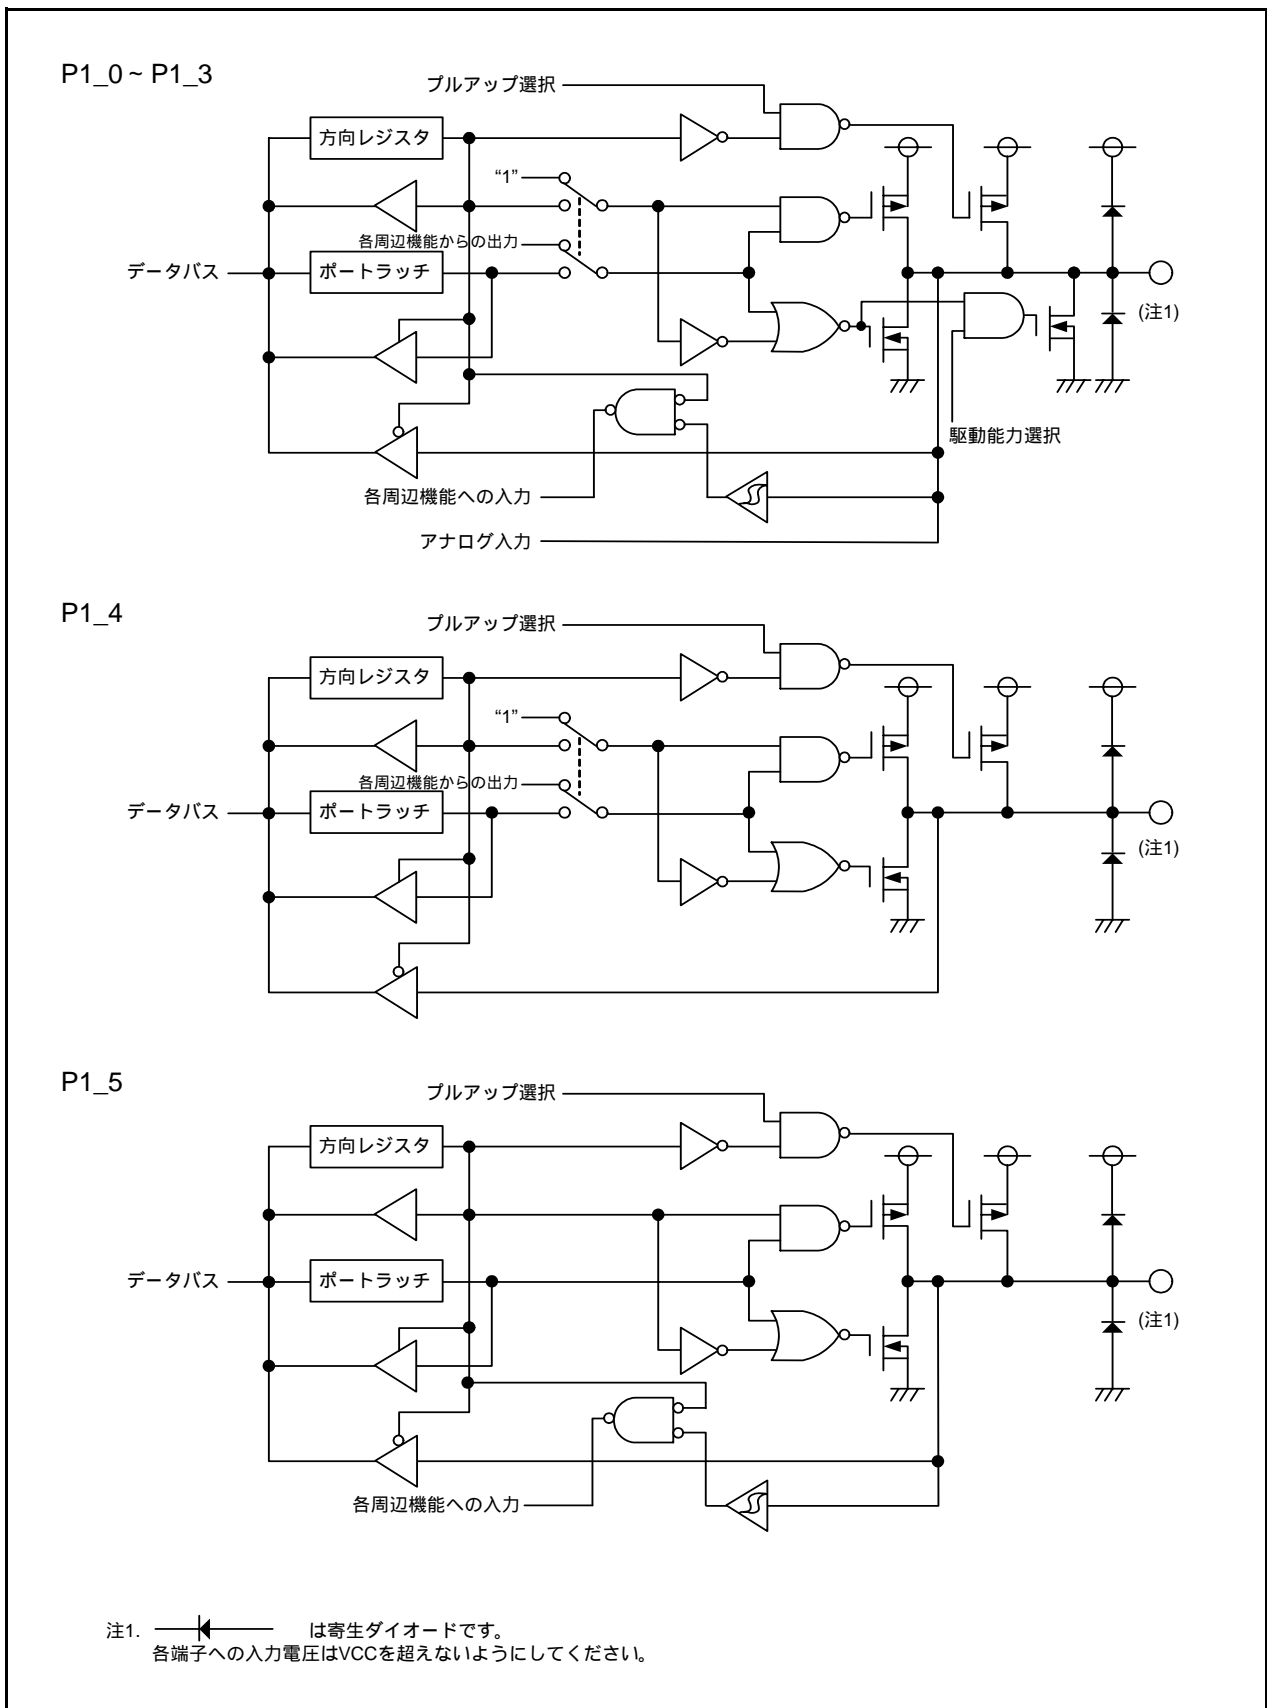 P1_0 ~ P1_3
プルアップ選択
方向レジスタ
“1”
各周辺機能からの出力
データバス
ポートラッチ
(注1)
駆動能力選択
各周辺機能への入力
アナログ入力
P1_4
プルアップ選択
方向レジスタ
“1”
各周辺機能からの出力
データバス
ポートラッチ
(注1)
P1_5
プルアップ選択
方向レジスタ
データバス
ポートラッチ
(注1)
各周辺機能への入力
注1. は寄生ダイオードです。
各端子への入力電圧はVCCを超えないようにしてください。